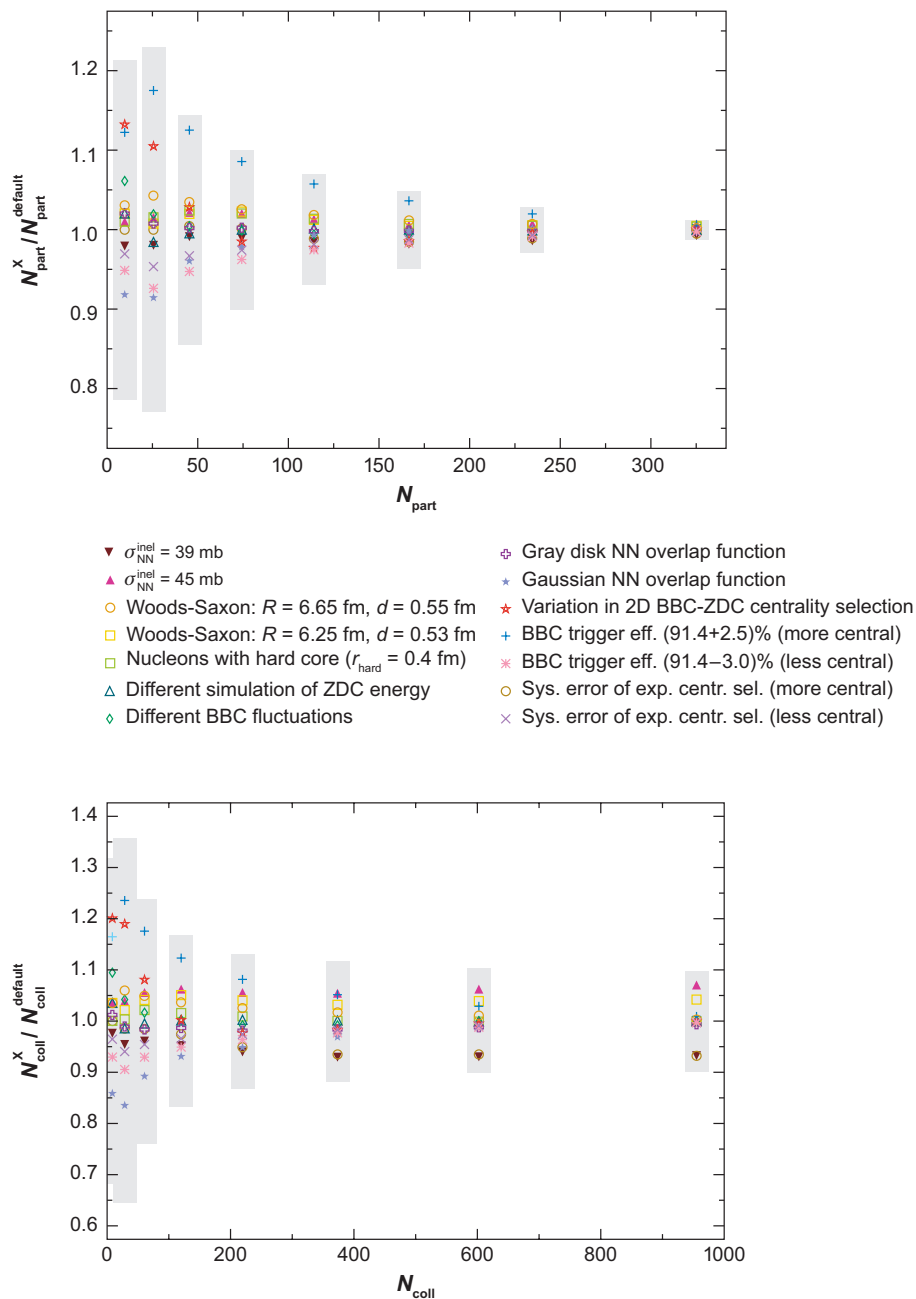 1.2
1.1
1.0
0.9
0.8
N^X_part / N^default_part
0 50 100 150 200 250 300
N_part
σ^inel_NN = 39 mb
σ^inel_NN = 45 mb
Woods-Saxon: R = 6.65 fm, d = 0.55 fm
Woods-Saxon: R = 6.25 fm, d = 0.53 fm
Nucleons with hard core (r_hard = 0.4 fm)
Different simulation of ZDC energy
Different BBC fluctuations
Gray disk NN overlap function
Gaussian NN overlap function
Variation in 2D BBC-ZDC centrality selection
BBC trigger eff. (91.4+2.5)% (more central)
BBC trigger eff. (91.4−3.0)% (less central)
Sys. error of exp. centr. sel. (more central)
Sys. error of exp. centr. sel. (less central)
1.4
1.3
1.2
1.1
1.0
0.9
0.8
0.7
0.6
N^X_coll / N^default_coll
0 200 400 600 800 1000
N_coll